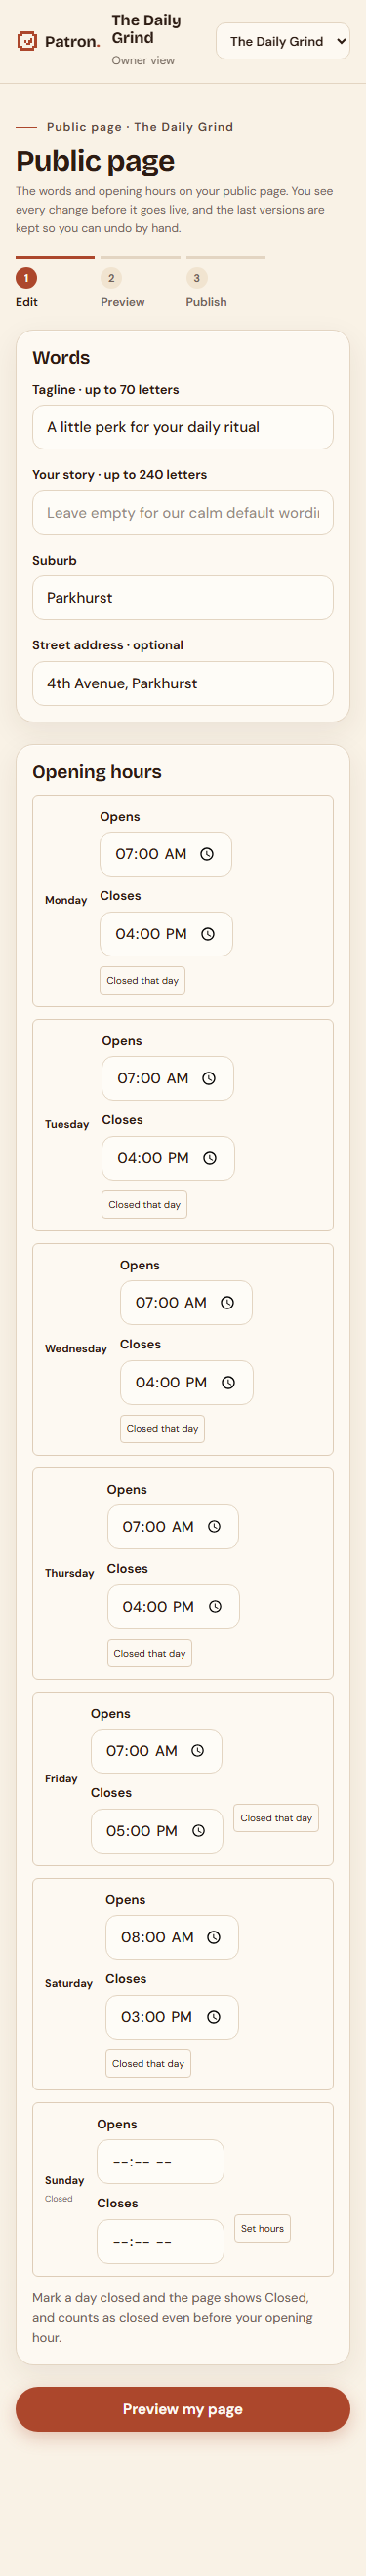 Patron.
The Daily
Grind
Owner view
The Daily Grind
Public page · The Daily Grind
Public page
The words and opening hours on your public page. You see
every change before it goes live, and the last versions are
kept so you can undo by hand.
1
2
3
Edit
Preview
Publish
Words
Tagline · up to 70 letters
A little perk for your daily ritual
Your story · up to 240 letters
Leave empty for our calm default wordi
Suburb
Parkhurst
Street address · optional
4th Avenue, Parkhurst
Opening hours
Monday
Opens
07:00 AM
Closes
04:00 PM
Closed that day
Tuesday
Opens
07:00 AM
Closes
04:00 PM
Closed that day
Wednesday
Opens
07:00 AM
Closes
04:00 PM
Closed that day
Thursday
Opens
07:00 AM
Closes
04:00 PM
Closed that day
Friday
Opens
07:00 AM
Closes
05:00 PM
Closed that day
Saturday
Opens
08:00 AM
Closes
03:00 PM
Closed that day
Sunday
Closed
Opens
--:-- --
Closes
--:-- --
Set hours
Mark a day closed and the page shows Closed,
and counts as closed even before your opening
hour.
Preview my page